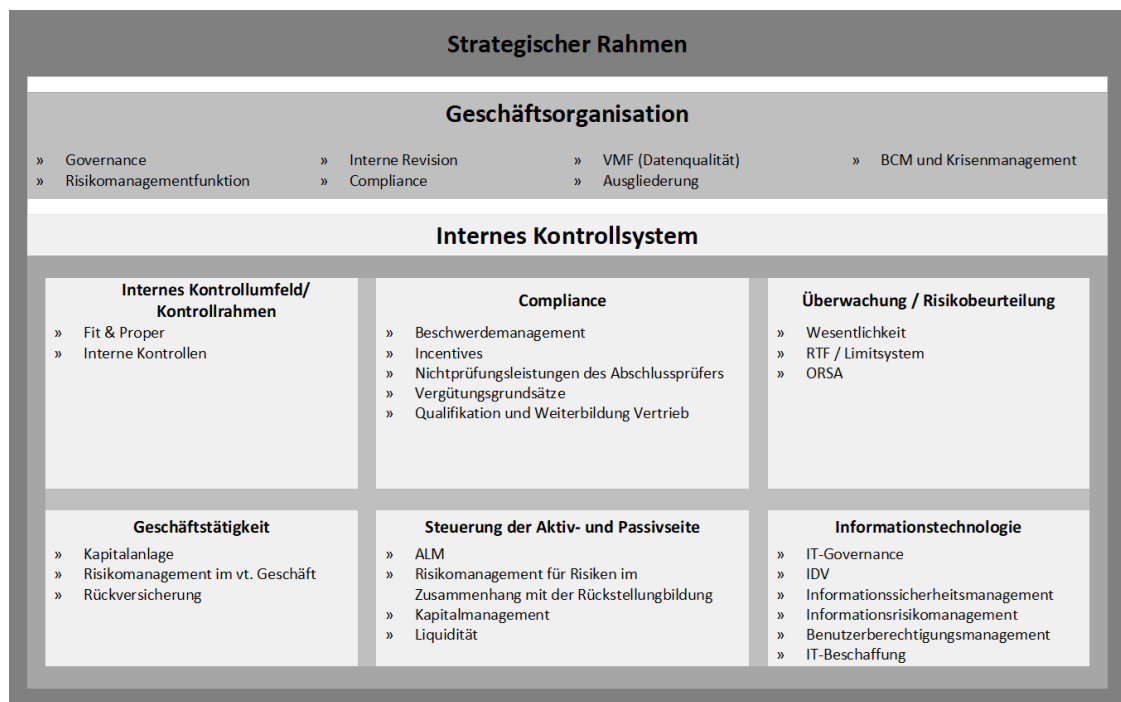 Strategischer Rahmen
Geschäftsorganisation
» Governance
» Risikomanagementfunktion
» Interne Revision
» Compliance
» VMF (Datenqualität)
» Ausgliederung
» BCM und Krisenmanagement
Internes Kontrollsystem
Internes Kontrollumfeld/
Kontrollrahmen
» Fit & Proper
» Interne Kontrollen
Compliance
» Beschwerdemanagement
» Incentives
» Nichtprüfungsleistungen des Abschlussprüfers
» Vergütungsgrundsätze
» Qualifikation und Weiterbildung Vertrieb
Überwachung / Risikobeurteilung
» Wesentlichkeit
» RTF / Limitsystem
» ORSA
Geschäftstätigkeit
» Kapitalanlage
» Risikomanagement im vt. Geschäft
» Rückversicherung
Steuerung der Aktiv- und Passivseite
» ALM
» Risikomanagement für Risiken im
Zusammenhang mit der Rückstellungbildung
» Kapitalmanagement
» Liquidität
Informationstechnologie
» IT-Governance
» IDV
» Informationssicherheitsmanagement
» Informationsrisikomanagement
» Benutzerberechtigungsmanagement
» IT-Beschaffung